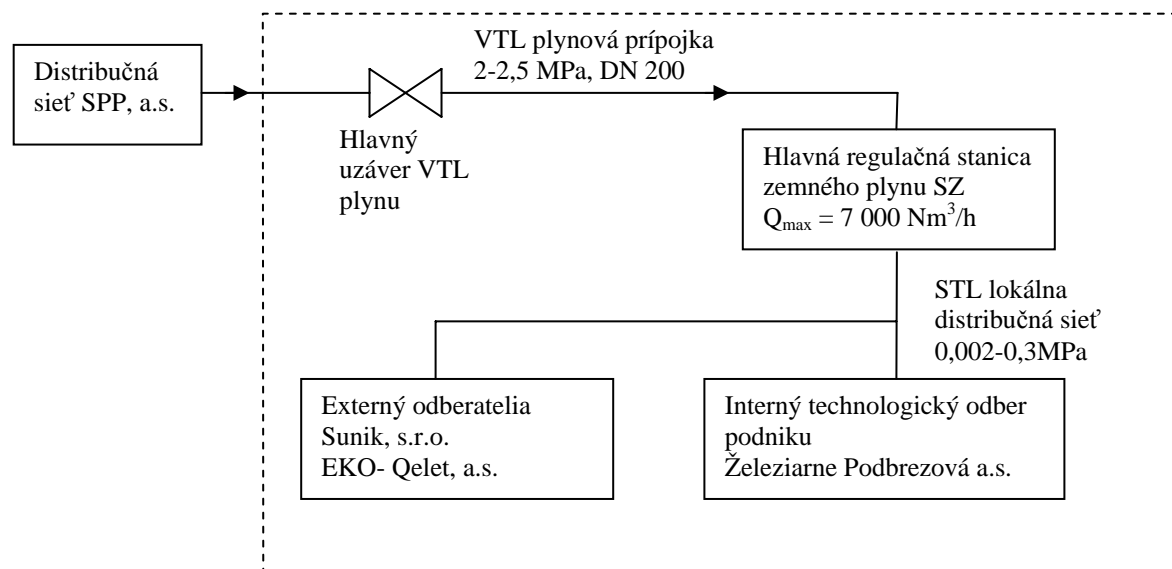 Distribučná
sieť SPP, a.s.
VTL plynová prípojka
2-2,5 MPa, DN 200
Hlavný
uzáver VTL
plynu
Hlavná regulačná stanica
zemného plynu SZ
Qmax = 7 000 Nm³/h
STL lokálna
distribučná sieť
0,002-0,3MPa
Externý odberatelia
Sunik, s.r.o.
EKO- Qelet, a.s.
Interný technologický odber
podniku
Železiarne Podbrezová a.s.